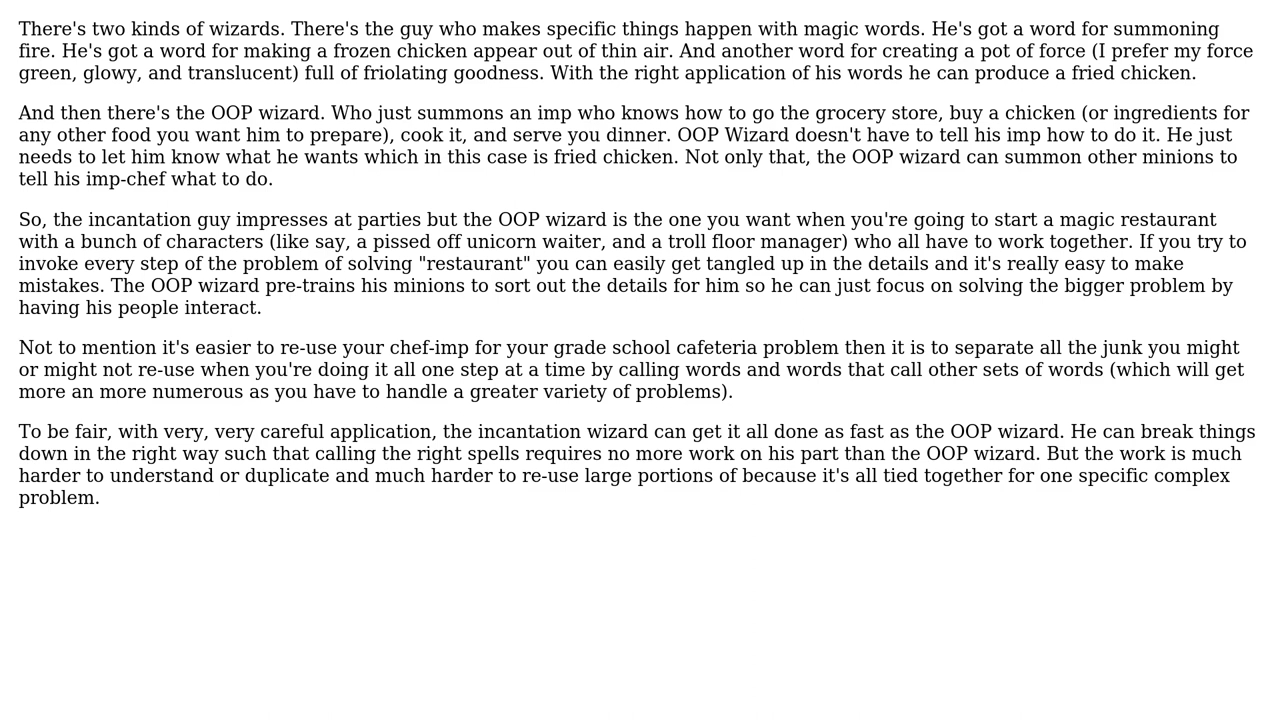 There's two kinds of wizards. There's the guy who makes specific things happen with magic words. He's got a word for summoning
fire. He's got a word for making a frozen chicken appear out of thin air. And another word for creating a pot of force (I prefer my force
green, glowy, and translucent) full of friolating goodness. With the right application of his words he can produce a fried chicken.
And then there's the OOP wizard. Who just summons an imp who knows how to go the grocery store, buy a chicken (or ingredients for
any other food you want him to prepare), cook it, and serve you dinner. OOP Wizard doesn't have to tell his imp how to do it. He just
needs to let him know what he wants which in this case is fried chicken. Not only that, the OOP wizard can summon other minions to
tell his imp-chef what to do.
So, the incantation guy impresses at parties but the OOP wizard is the one you want when you're going to start a magic restaurant
with a bunch of characters (like say, a pissed off unicorn waiter, and a troll floor manager) who all have to work together. If you try to
invoke every step of the problem of solving "restaurant" you can easily get tangled up in the details and it's really easy to make
mistakes. The OOP wizard pre-trains his minions to sort out the details for him so he can just focus on solving the bigger problem by
having his people interact.
Not to mention it's easier to re-use your chef-imp for your grade school cafeteria problem then it is to separate all the junk you might
or might not re-use when you're doing it all one step at a time by calling words and words that call other sets of words (which will get
more an more numerous as you have to handle a greater variety of problems).
To be fair, with very, very careful application, the incantation wizard can get it all done as fast as the OOP wizard. He can break things
down in the right way such that calling the right spells requires no more work on his part than the OOP wizard. But the work is much
harder to understand or duplicate and much harder to re-use large portions of because it's all tied together for one specific complex
problem.